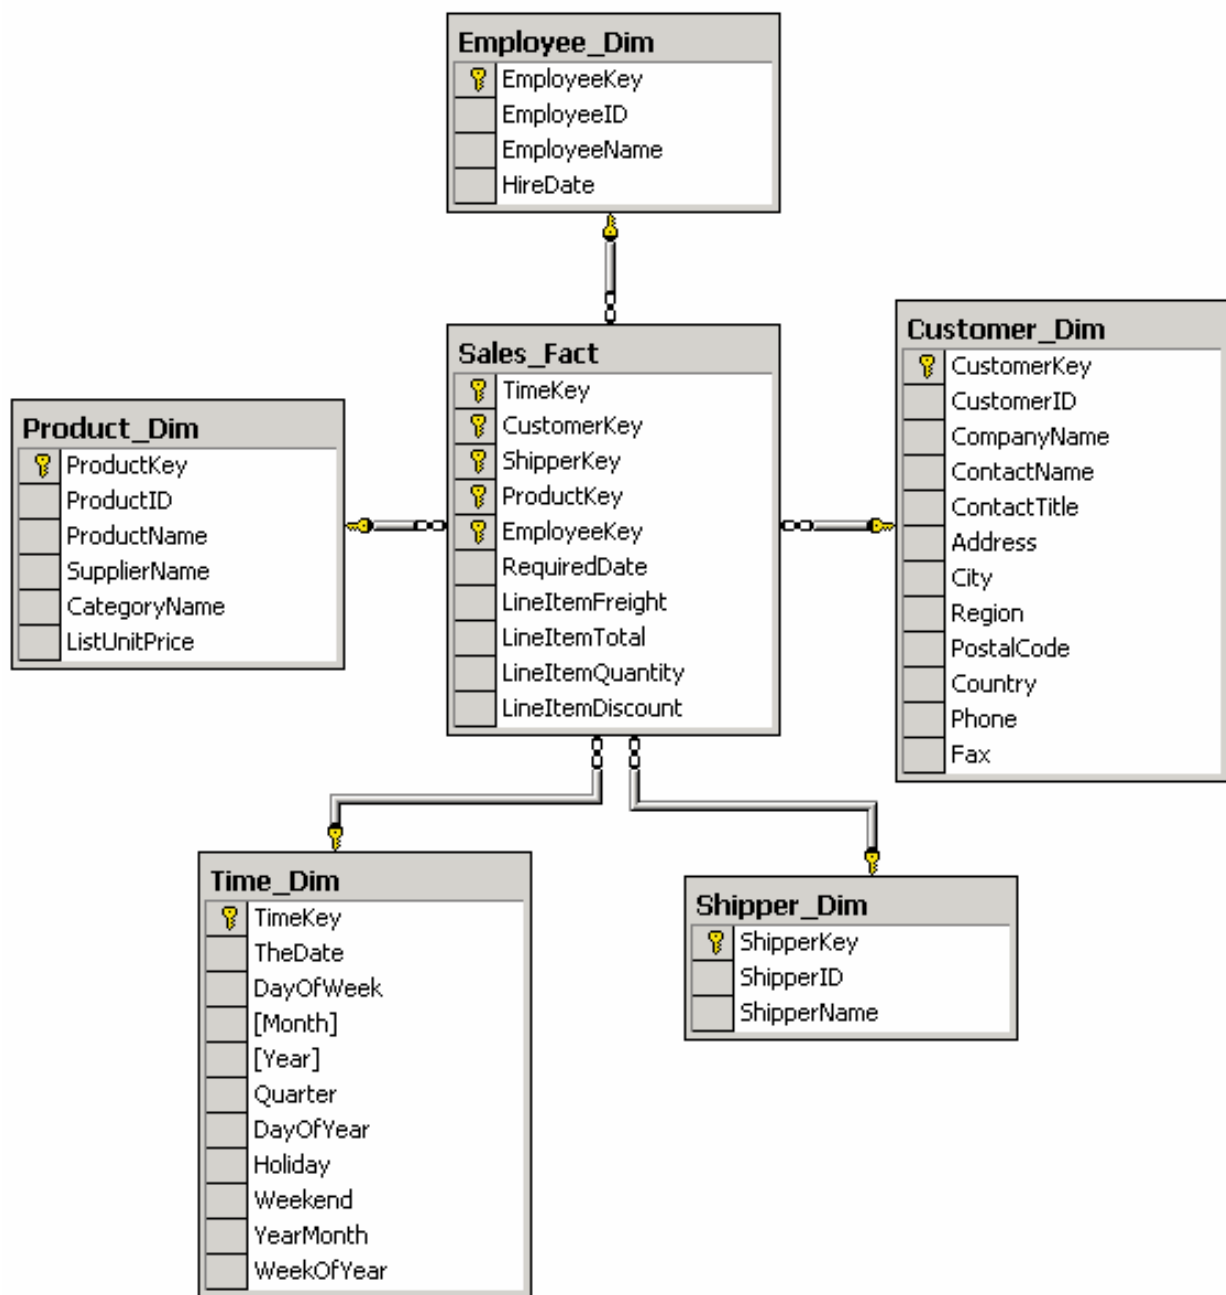 Employee_Dim
EmployeeKey
EmployeeID
EmployeeName
HireDate
Sales_Fact
TimeKey
CustomerKey
ShipperKey
ProductKey
EmployeeKey
RequiredDate
LineItemFreight
LineItemTotal
LineItemQuantity
LineItemDiscount
Customer_Dim
CustomerKey
CustomerID
CompanyName
ContactName
ContactTitle
Address
City
Region
PostalCode
Country
Phone
Fax
Product_Dim
ProductKey
ProductID
ProductName
SupplierName
CategoryName
ListUnitPrice
Time_Dim
TimeKey
TheDate
DayOfWeek
[Month]
[Year]
Quarter
DayOfYear
Holiday
Weekend
YearMonth
WeekOfYear
Shipper_Dim
ShipperKey
ShipperID
ShipperName